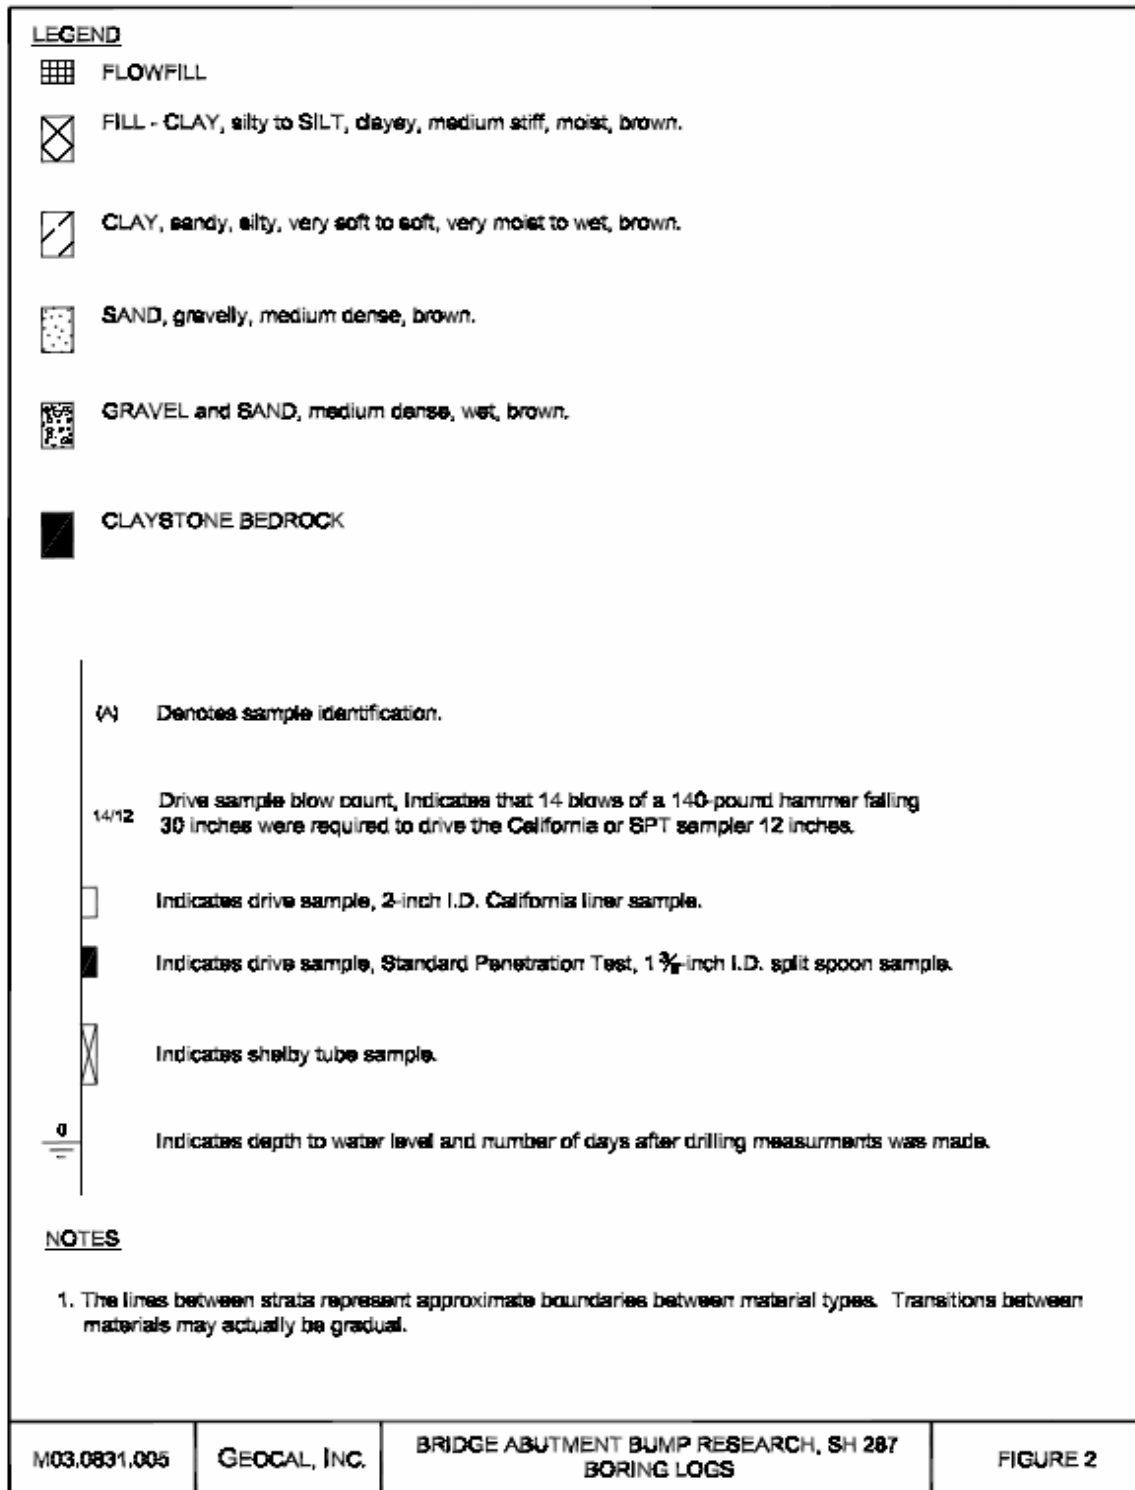 LEGEND
FLOWFILL
FILL - CLAY, silty to SILT, clayey, medium stiff, moist, brown.
CLAY, sandy, silty, very soft to soft, very moist to wet, brown.
SAND, gravelly, medium dense, brown.
GRAVEL and SAND, medium dense, wet, brown.
CLAYSTONE BEDROCK
(A) Denotes sample identification.
14/12 Drive sample blow count, Indicates that 14 blows of a 140-pound hammer falling
30 inches were required to drive the California or SPT sampler 12 inches.
Indicates drive sample, 2-inch I.D. California liner sample.
Indicates drive sample, Standard Penetration Test, 1 ⅜-inch I.D. split spoon sample.
Indicates shelby tube sample.
0 Indicates depth to water level and number of days after drilling measurments was made.
NOTES
1. The lines between strata represent approximate boundaries between material types. Transitions between
materials may actually be gradual.
M03.0831.005 GEOCAL, INC. BRIDGE ABUTMENT BUMP RESEARCH, SH 287
BORING LOGS FIGURE 2